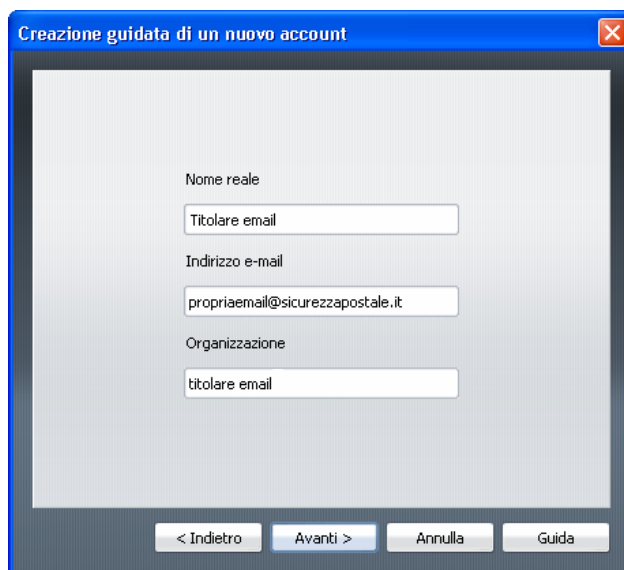 Creazione guidata di un nuovo account
Nome reale
Titolare email
Indirizzo e-mail
propriaemail@sicurezzapostale.it
Organizzazione
titolare email
< Indietro Avanti > Annulla Guida